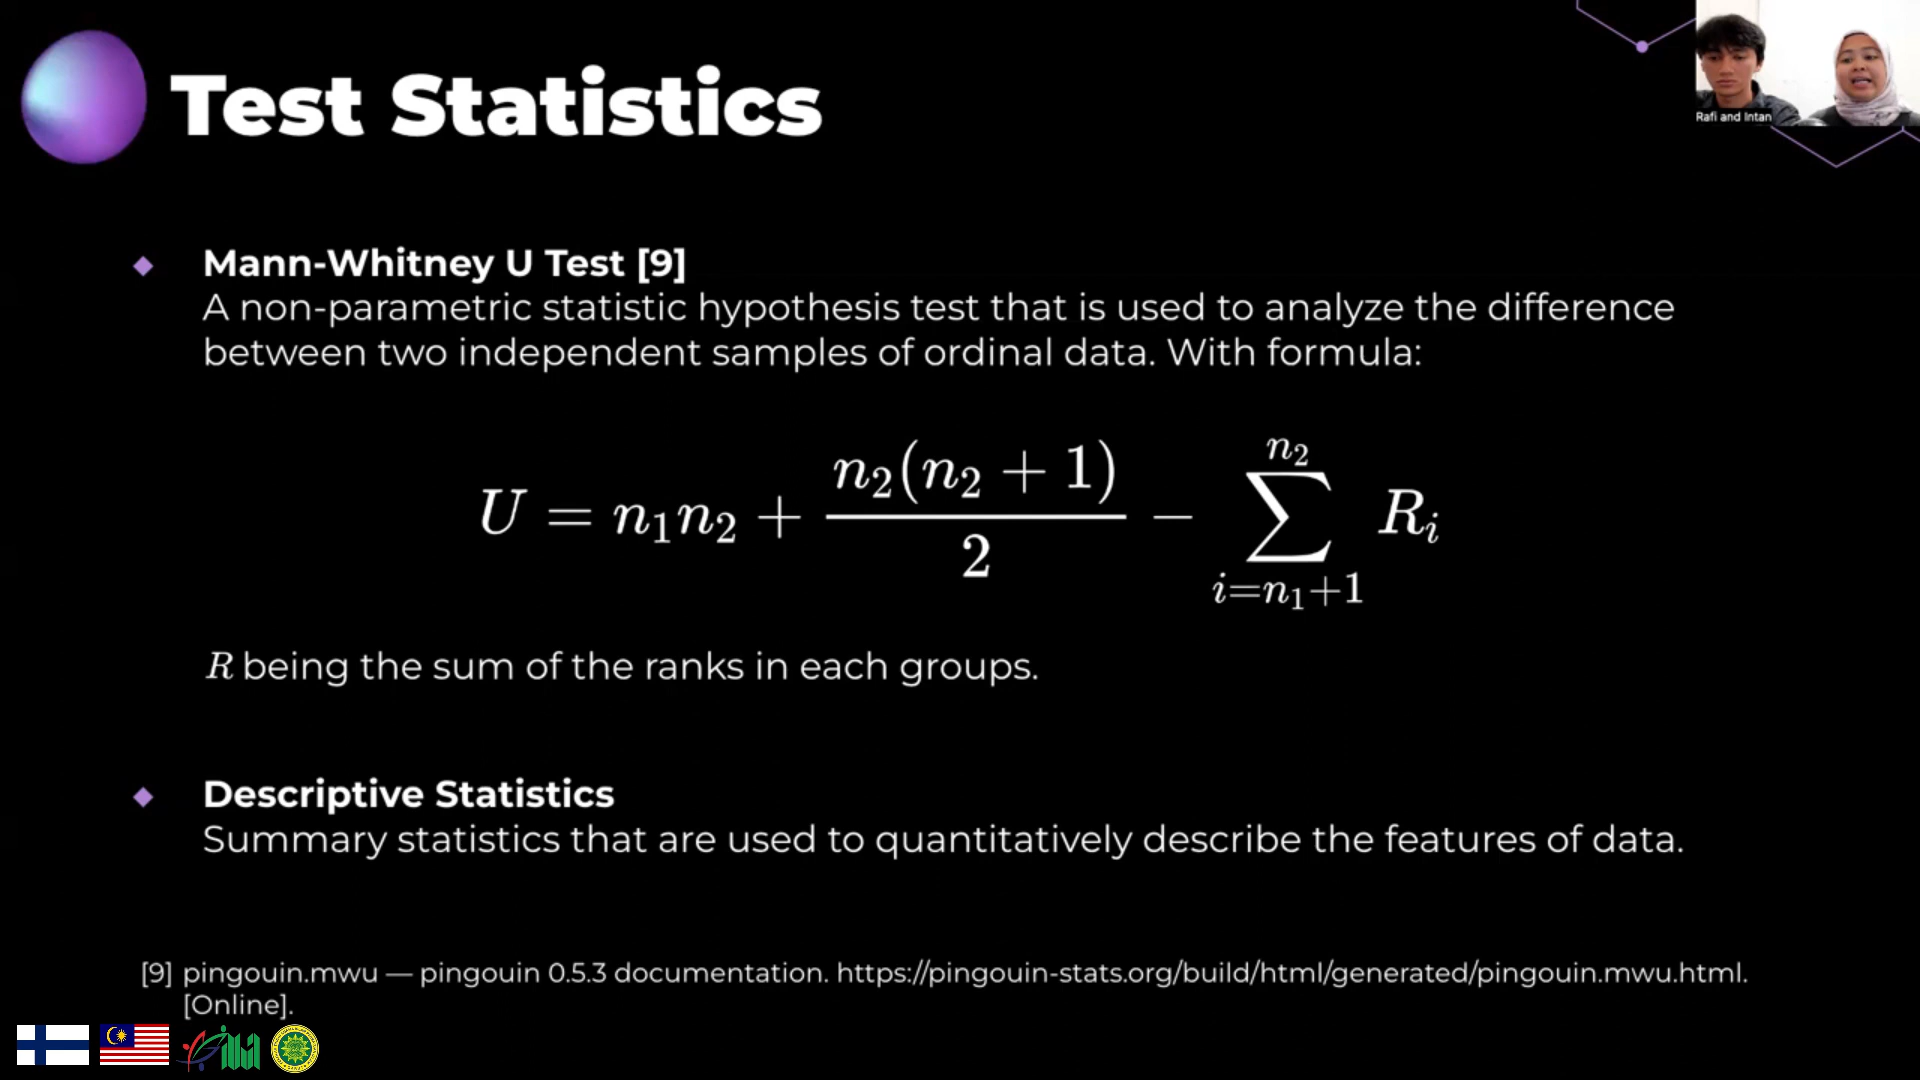 Test Statistics
Rafi and Intan
Mann-Whitney U Test [9]
A non-parametric statistic hypothesis test that is used to analyze the difference
between two independent samples of ordinal data. With formula:
U = n₁n₂ + n₂(n₂ + 1)/2 − ∑_{i=n₁+1}^{n₂} R_i
R being the sum of the ranks in each groups.
Descriptive Statistics
Summary statistics that are used to quantitatively describe the features of data.
[9] pingouin.mwu — pingouin 0.5.3 documentation. https://pingouin-stats.org/build/html/generated/pingouin.mwu.html.
[Online].